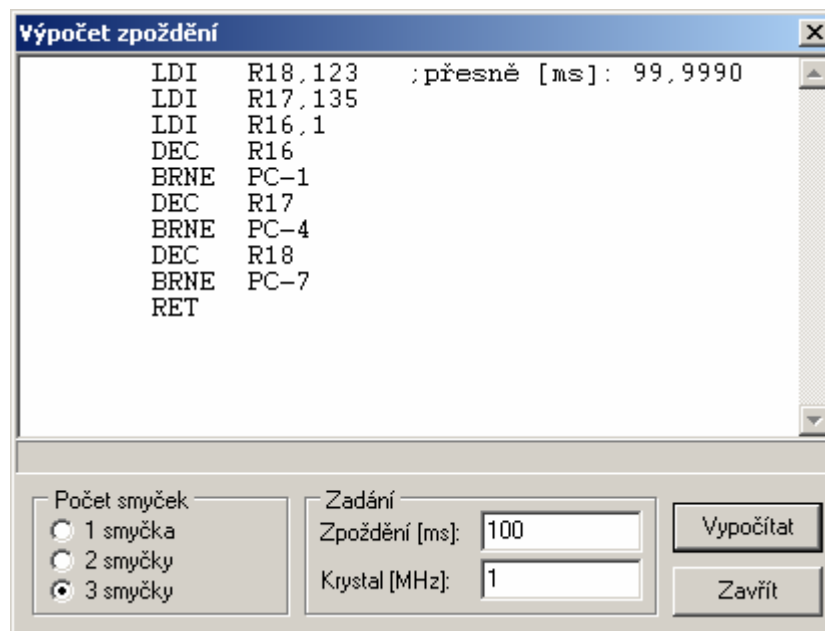 Výpočet zpoždění
LDI R18,123 ;přesně [ms]: 99,9990
LDI R17,135
LDI R16,1
DEC R16
BRNE PC-1
DEC R17
BRNE PC-4
DEC R18
BRNE PC-7
RET
Počet smyček
1 smyčka
2 smyčky
3 smyčky
Zadání
Zpoždění [ms]: 100
Krystal [MHz]: 1
Vypočítat
Zavřít